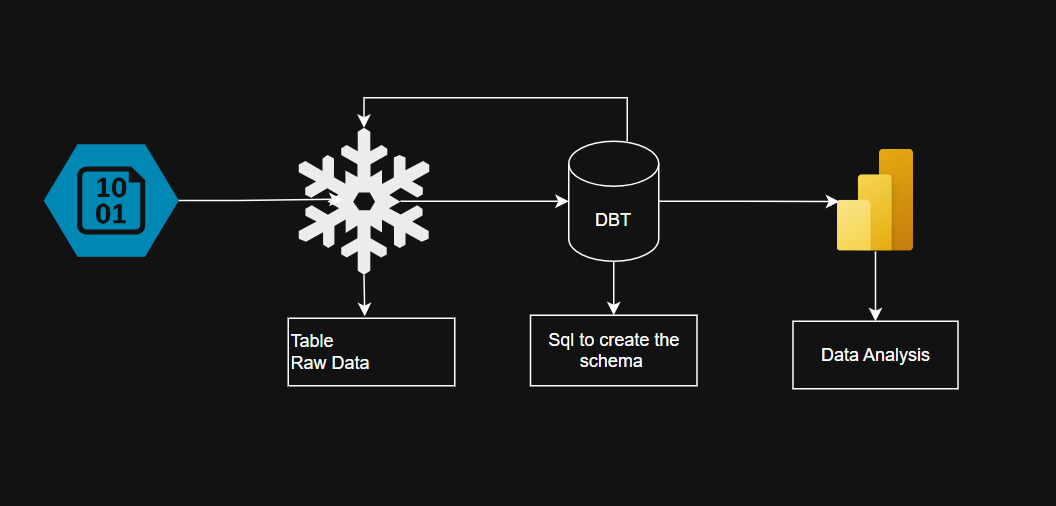 10
01
DBT
Table
Raw Data
Sql to create the
schema
Data Analysis